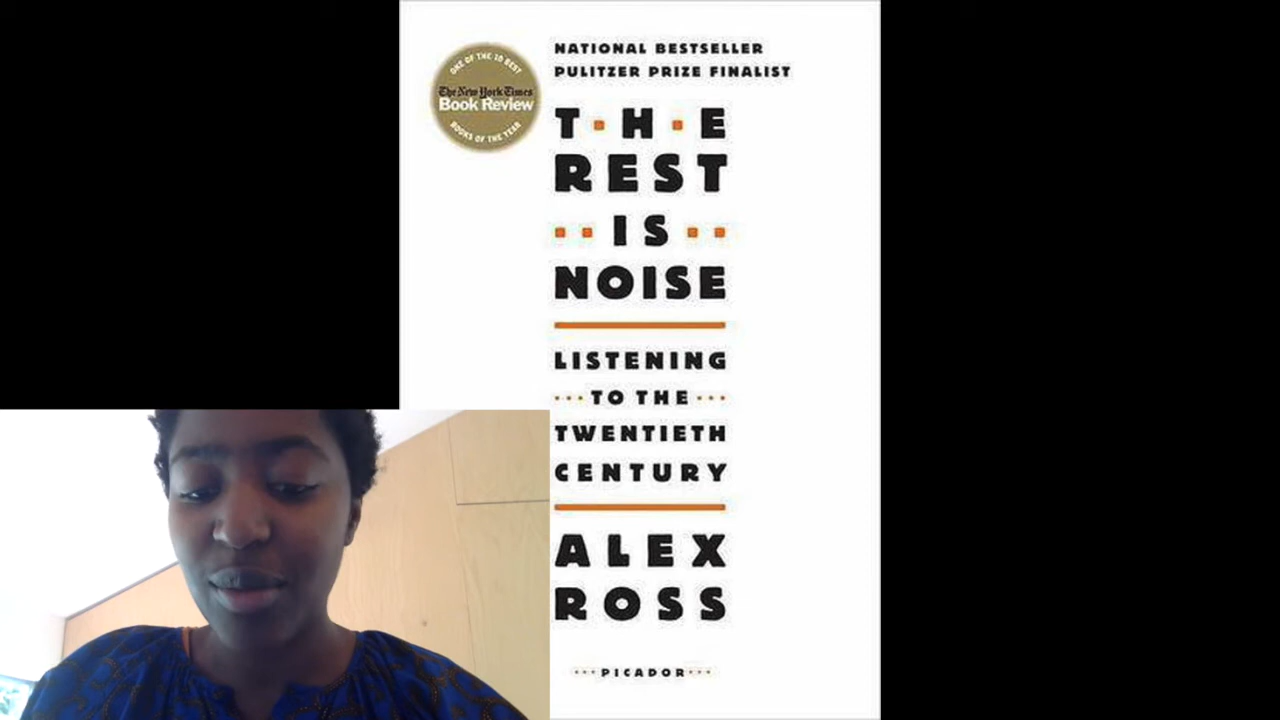 NATIONAL BESTSELLER
PULITZER PRIZE FINALIST
ONE OF THE 10 BEST
The New York Times
Book Review
BOOKS OF THE YEAR
T·H·E
REST
··IS··
NOISE
LISTENING
···TO THE···
TWENTIETH
CENTURY
ALEX
ROSS
···PICADOR···